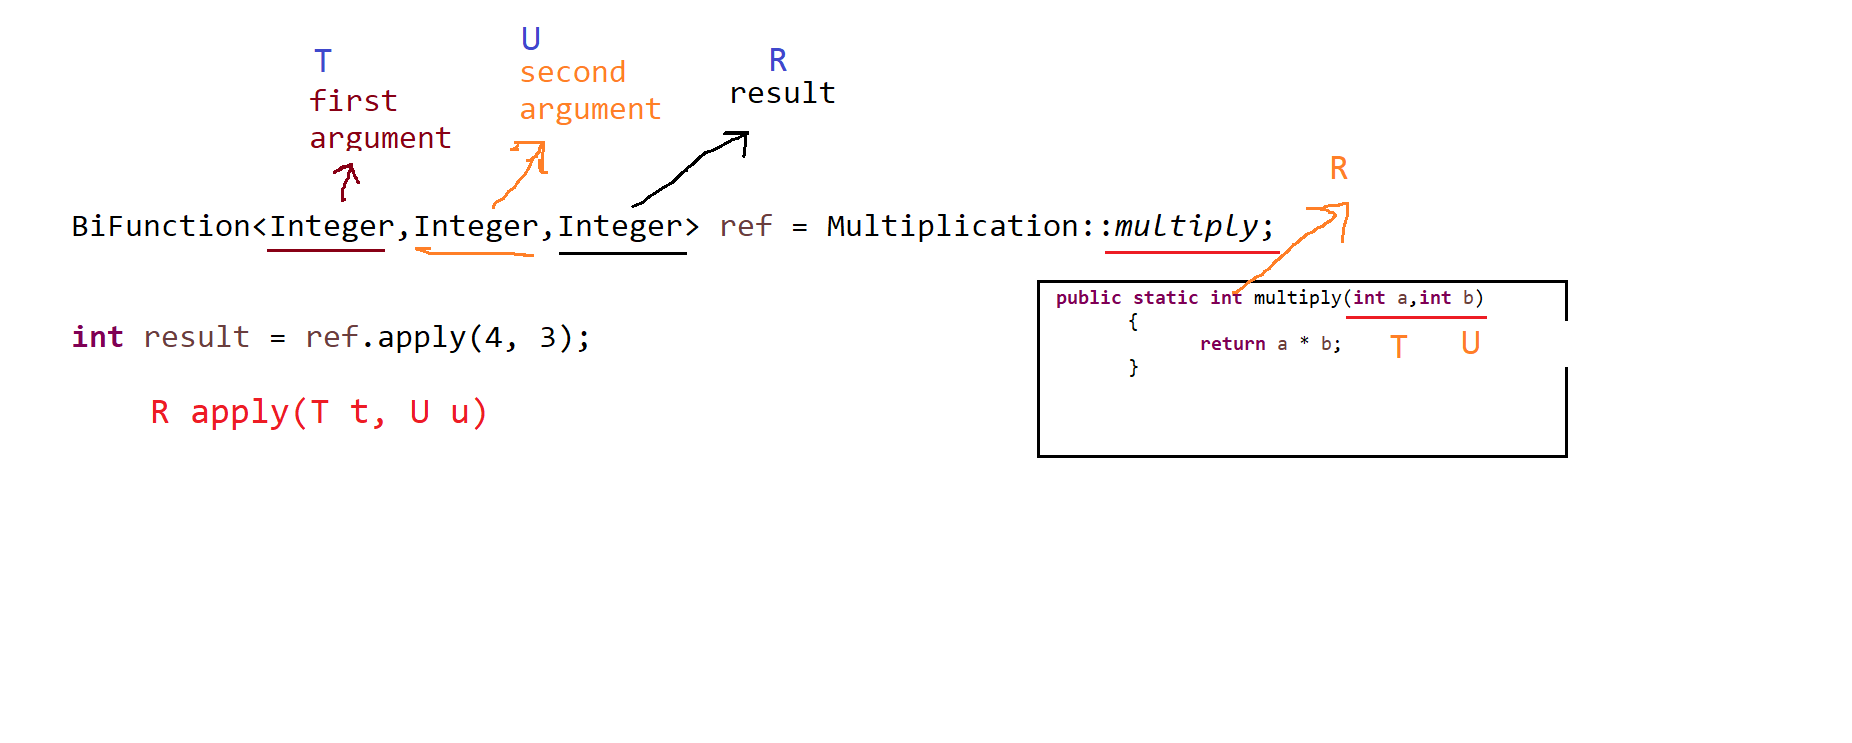 T
first
argument
U
second
argument
R
result
BiFunction<Integer,Integer,Integer> ref = Multiplication::multiply;
R
int result = ref.apply(4, 3);
R apply(T t, U u)
public static int multiply(int a,int b)
{
return a * b;
}
T U